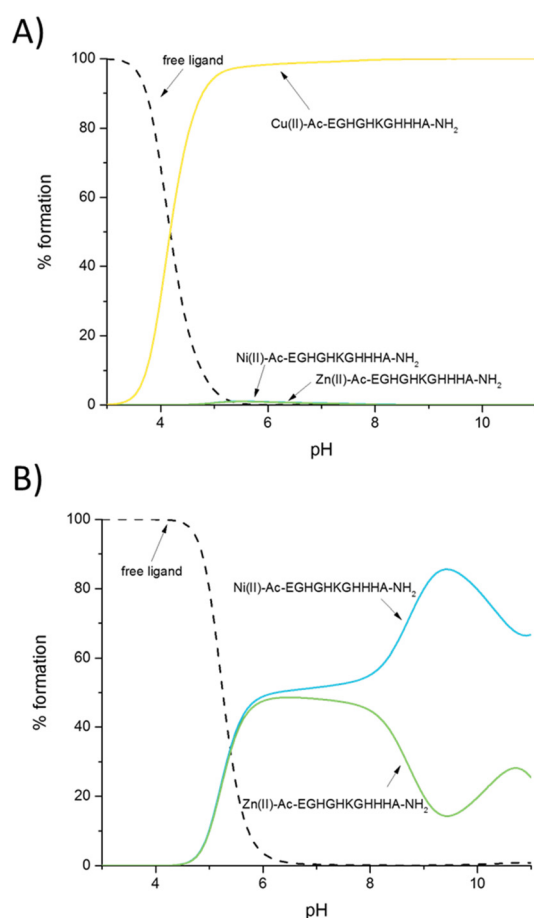 A)
100
80
60
40
20
0
% formation
free ligand
Cu(II)-Ac-EGHGHKGHHHA-NH₂
Ni(II)-Ac-EGHGHKGHHHA-NH₂
Zn(II)-Ac-EGHGHKGHHHA-NH₂
4 6 8 10
pH
B)
100
80
60
40
20
0
% formation
free ligand
Ni(II)-Ac-EGHGHKGHHHA-NH₂
Zn(II)-Ac-EGHGHKGHHHA-NH₂
4 6 8 10
pH